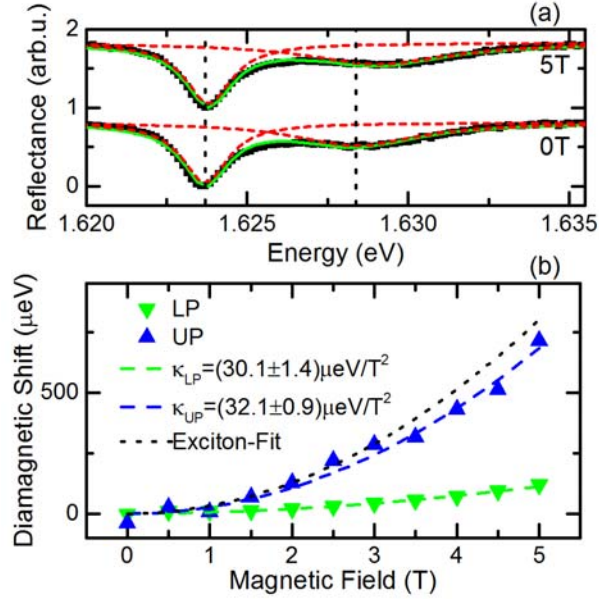 (a)
2
1
0
Reflectance (arb.u.)
5T
0T
1.620 1.625 1.630 1.635
Energy (eV)
(b)
LP
UP
κLP=(30.1±1.4)μeV/T²
κUP=(32.1±0.9)μeV/T²
Exciton-Fit
500
0
Diamagnetic Shift (μeV)
0 1 2 3 4 5
Magnetic Field (T)